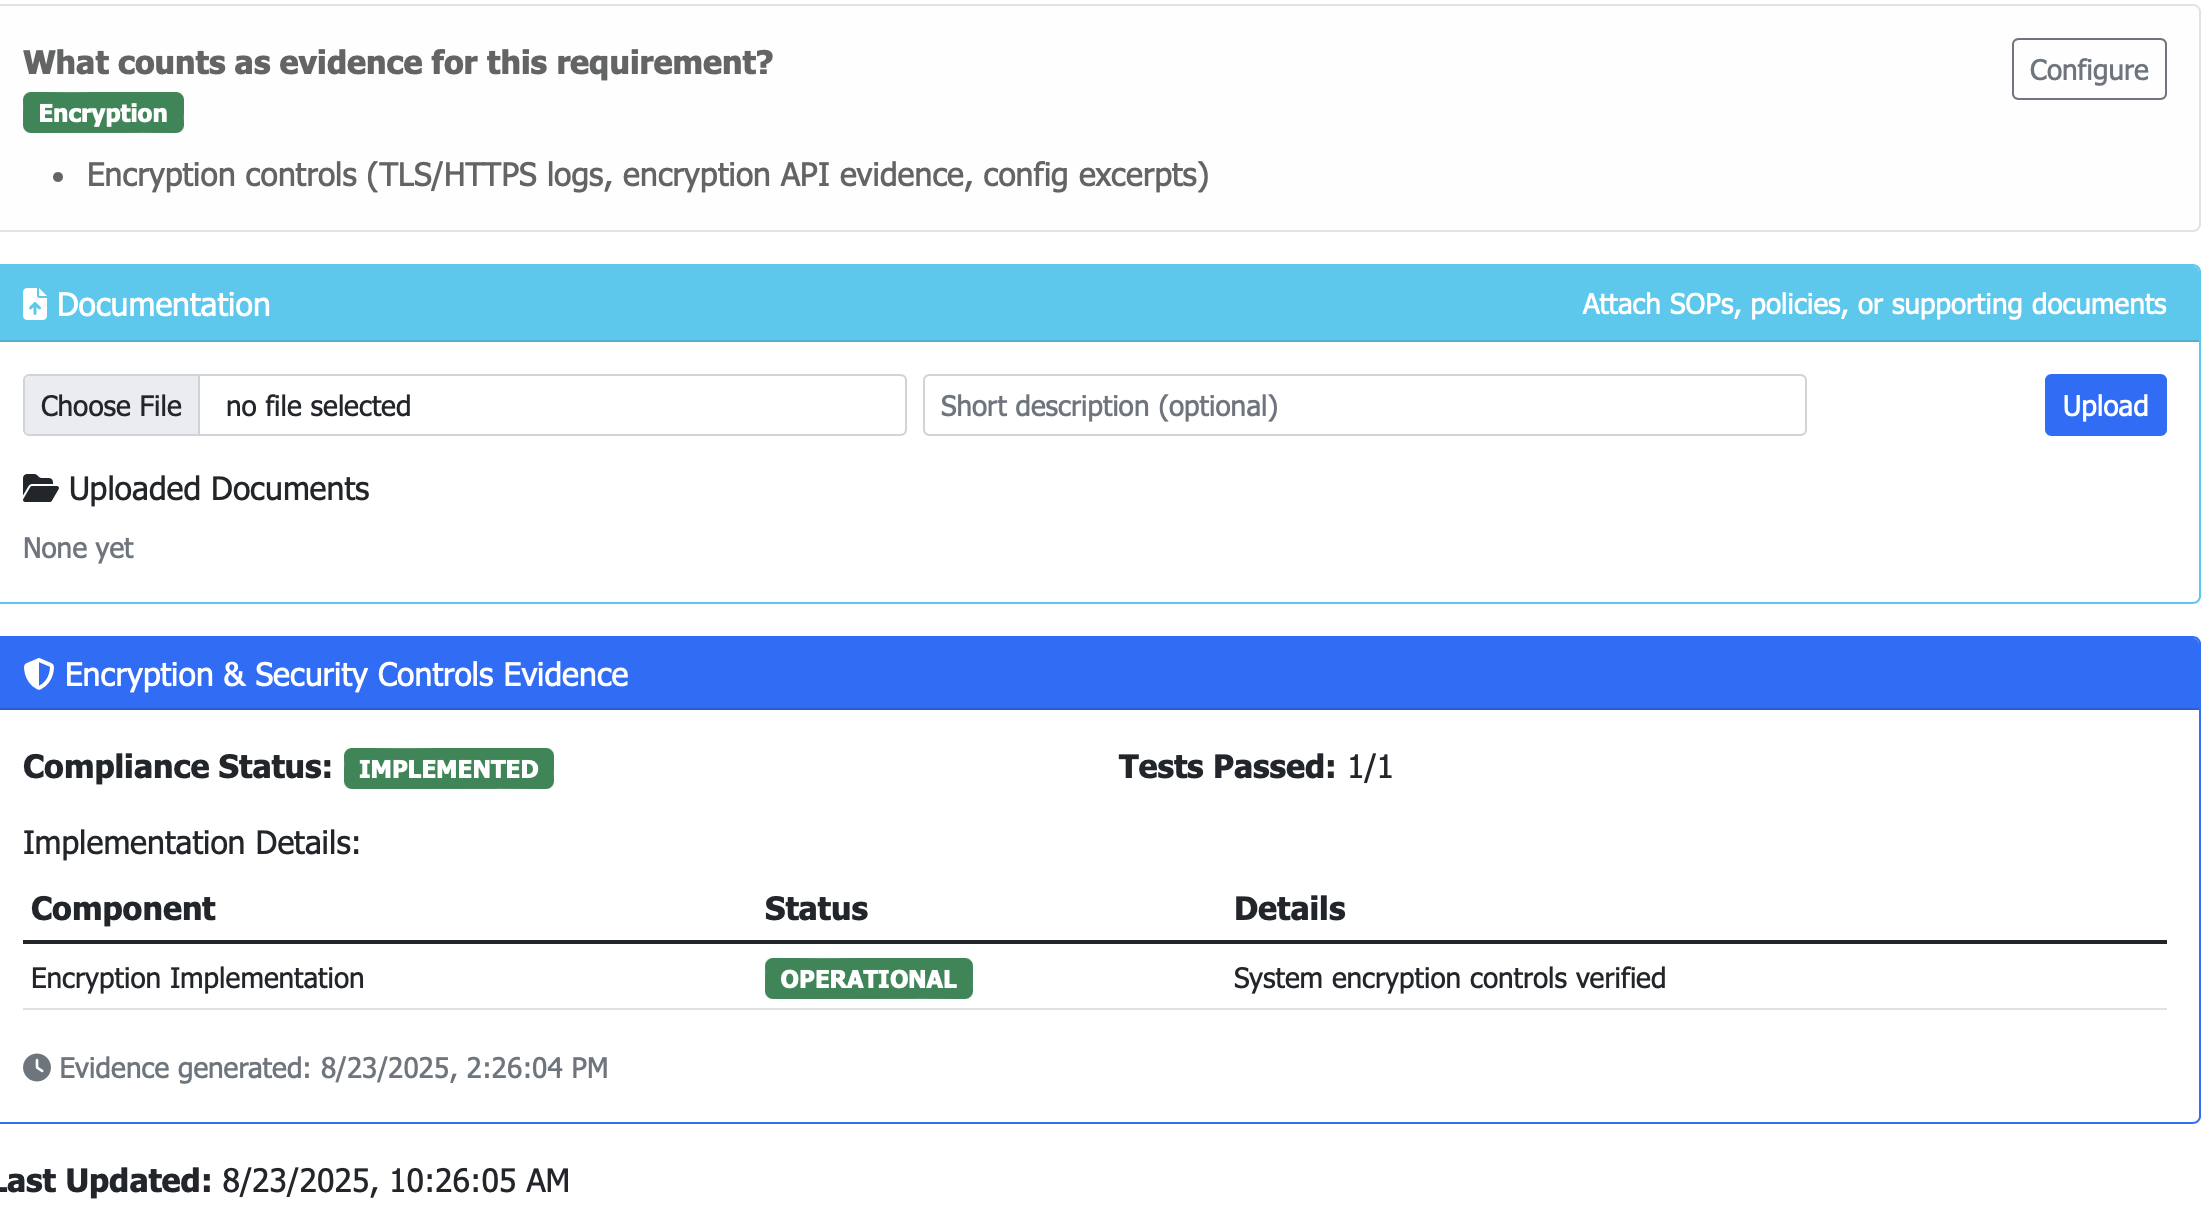 What counts as evidence for this requirement?
Configure
Encryption
• Encryption controls (TLS/HTTPS logs, encryption API evidence, config excerpts)
Documentation
Attach SOPs, policies, or supporting documents
Choose File no file selected
Short description (optional)
Upload
Uploaded Documents
None yet
Encryption & Security Controls Evidence
Compliance Status: IMPLEMENTED
Tests Passed: 1/1
Implementation Details:
Component Status Details
Encryption Implementation OPERATIONAL System encryption controls verified
Evidence generated: 8/23/2025, 2:26:04 PM
Last Updated: 8/23/2025, 10:26:05 AM